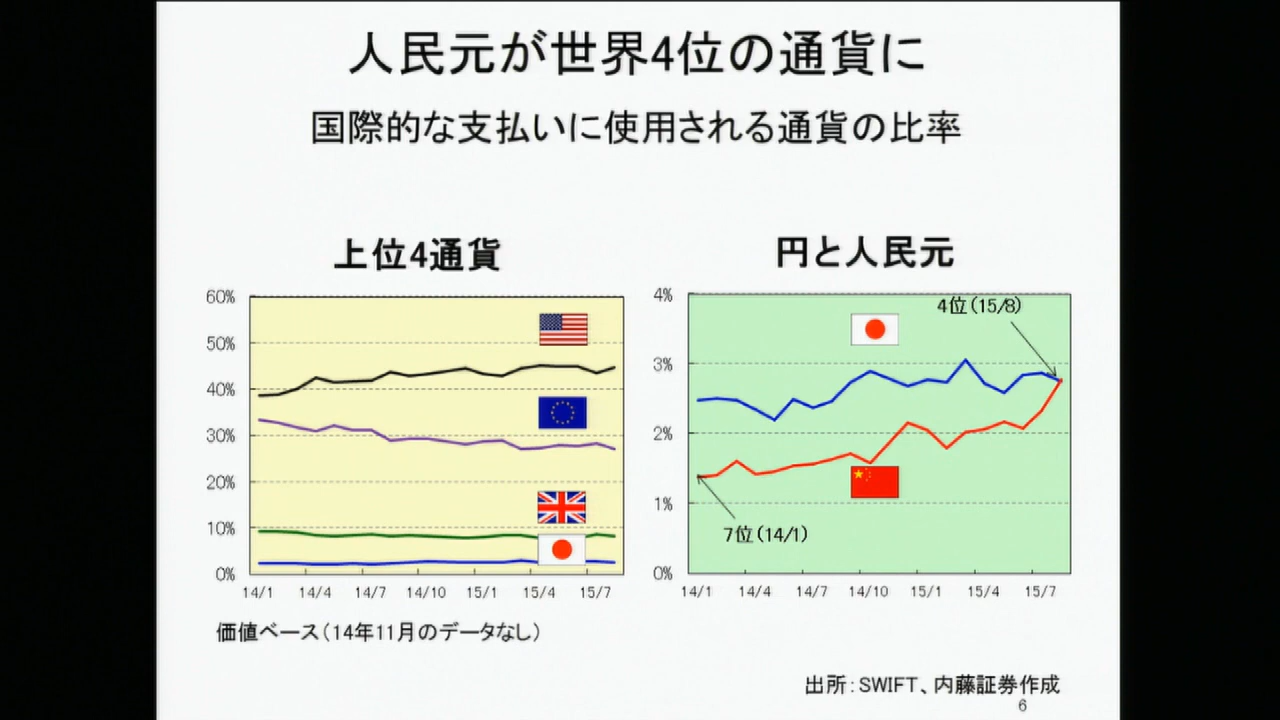 人民元が世界4位の通貨に
国際的な支払いに使用される通貨の比率
上位4通貨
60%
50%
40%
30%
20%
10%
0%
14/1 14/4 14/7 14/10 15/1 15/4 15/7
価値ベース(14年11月のデータなし)
円と人民元
4%
3%
2%
1%
0%
4位(15/8)
7位(14/1)
14/1 14/4 14/7 14/10 15/1 15/4 15/7
出所:SWIFT、内藤証券作成
6